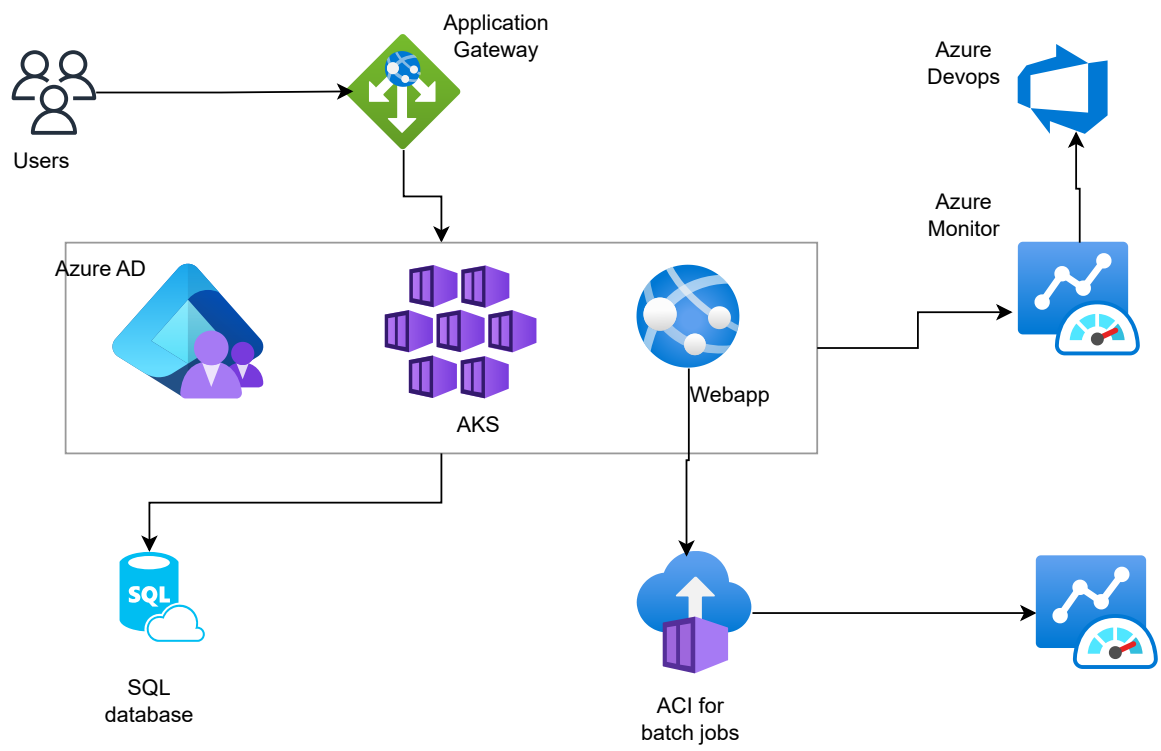 Application
Gateway
Users
Azure
Devops
Azure
Monitor
Azure AD
AKS
Webapp
SQL
SQL
database
ACI for
batch jobs